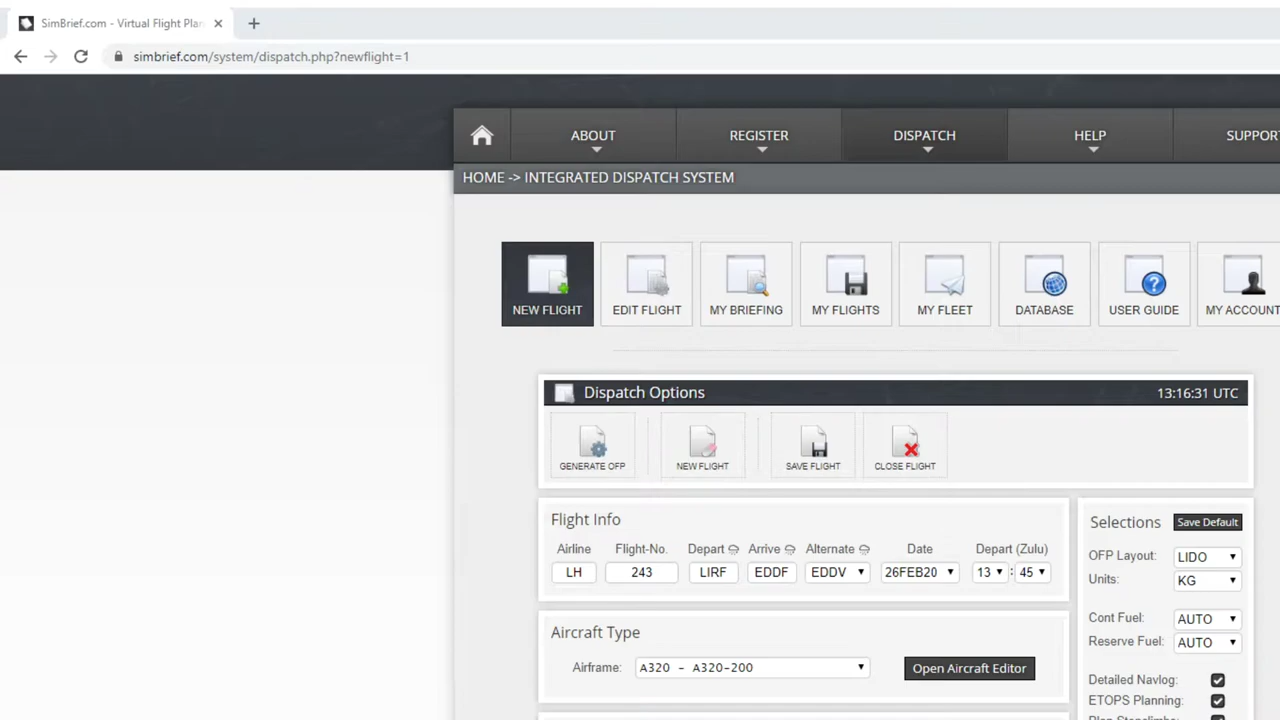 SimBrief.com - Virtual Flight Plan
simbrief.com/system/dispatch.php?newflight=1
ABOUT REGISTER DISPATCH HELP SUPPORT
HOME -> INTEGRATED DISPATCH SYSTEM
NEW FLIGHT EDIT FLIGHT MY BRIEFING MY FLIGHTS MY FLEET DATABASE USER GUIDE MY ACCOUNT
Dispatch Options 13:16:31 UTC
GENERATE OFP NEW FLIGHT SAVE FLIGHT CLOSE FLIGHT
Flight Info
Airline Flight-No. Depart Arrive Alternate Date Depart (Zulu)
LH 243 LIRF EDDF EDDV 26FEB20 13 : 45
Aircraft Type
Airframe: A320 - A320-200 Open Aircraft Editor
Selections Save Default
OFP Layout: LIDO
Units: KG
Cont Fuel: AUTO
Reserve Fuel: AUTO
Detailed Navlog:
ETOPS Planning:
Plan Stepclimbs: